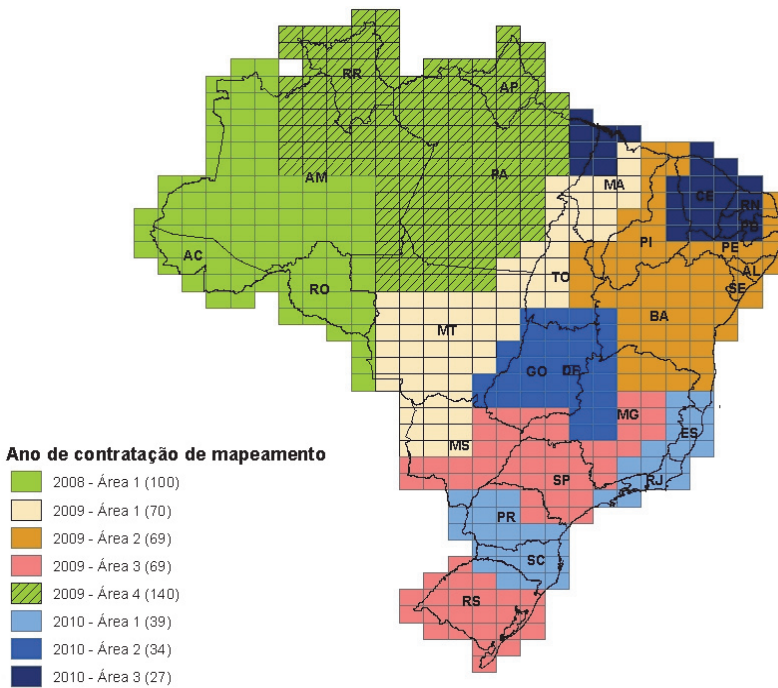 RR
AP
AM
PA
MA
CE
RN
PB
PI
PE
AC
TO
AL
SE
RO
BA
MT
GO
DF
MG
ES
MS
SP
RJ
PR
SC
RS
Ano de contratação de mapeamento
2008 - Área 1 (100)
2009 - Área 1 (70)
2009 - Área 2 (69)
2009 - Área 3 (69)
2009 - Área 4 (140)
2010 - Área 1 (39)
2010 - Área 2 (34)
2010 - Área 3 (27)